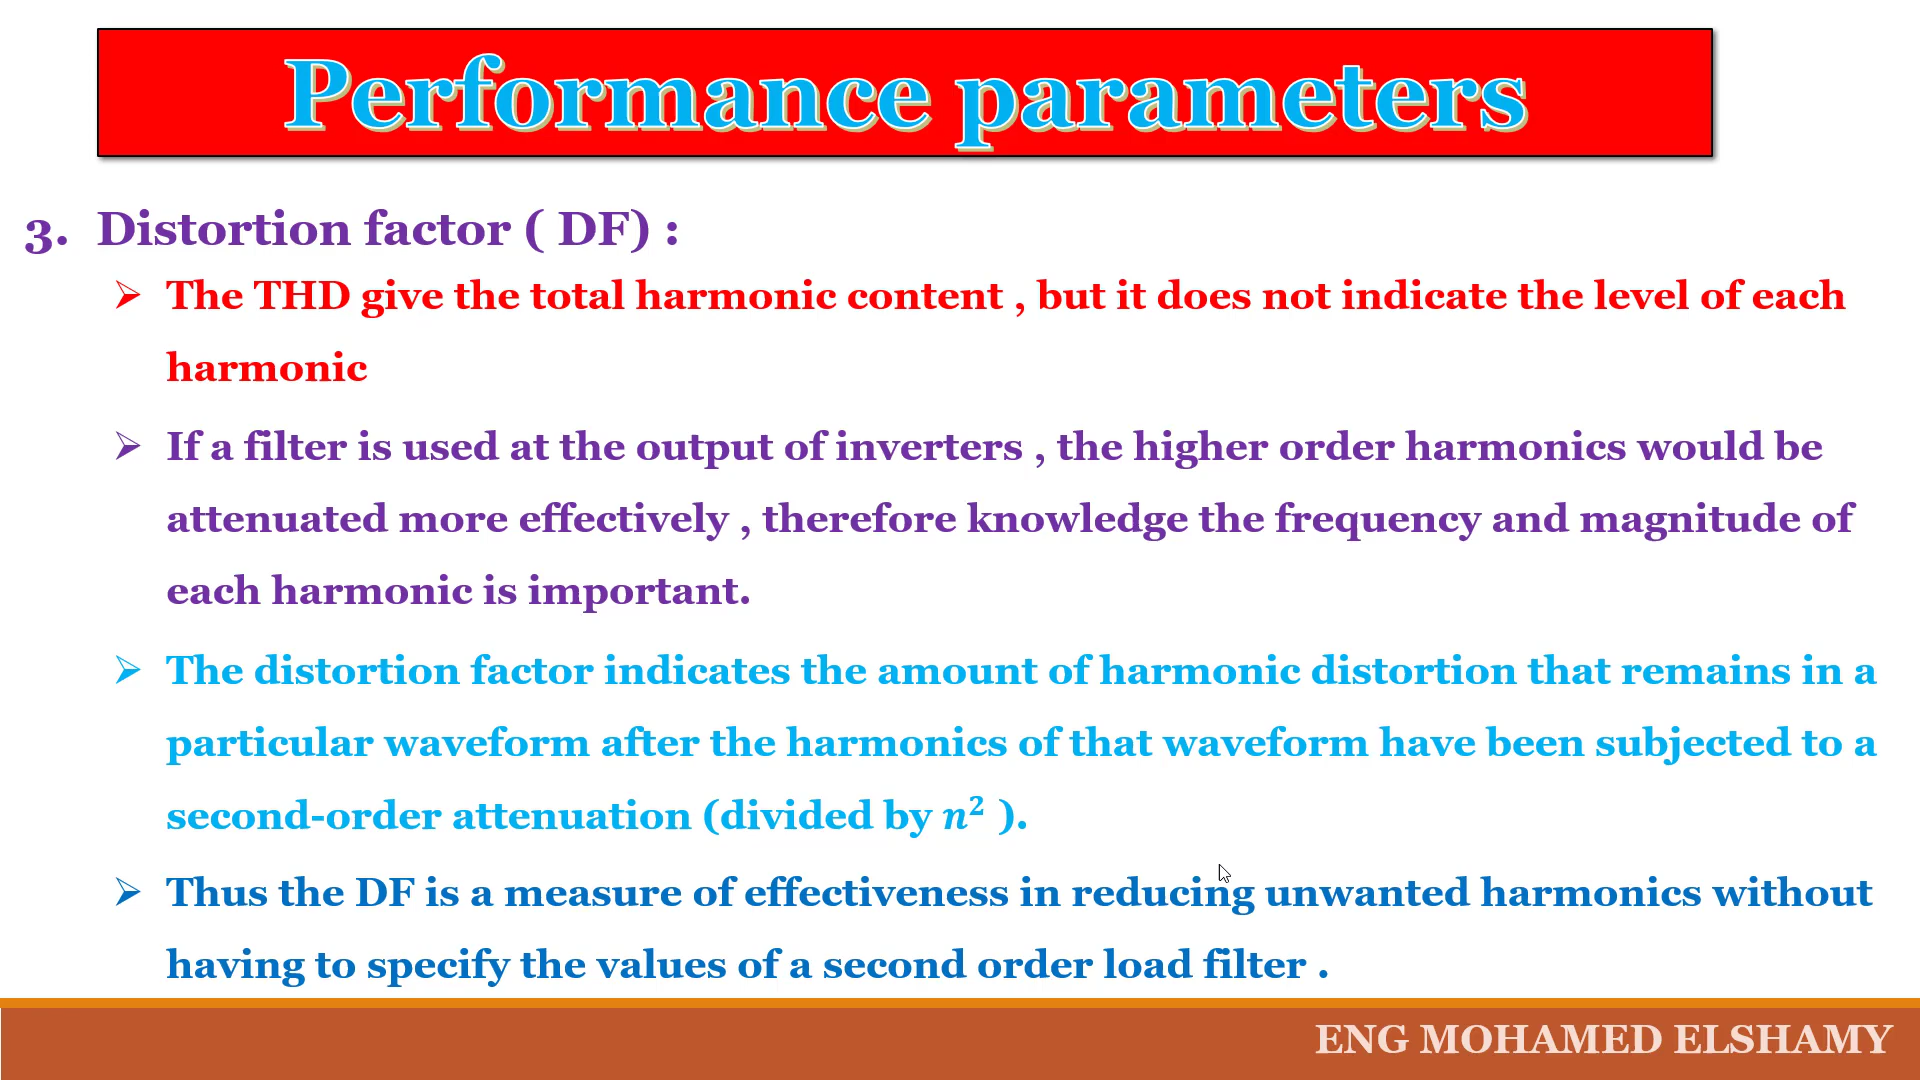 Performance parameters
3. Distortion factor ( DF) :
➢ The THD give the total harmonic content , but it does not indicate the level of each
harmonic
➢ If a filter is used at the output of inverters , the higher order harmonics would be
attenuated more effectively , therefore knowledge the frequency and magnitude of
each harmonic is important.
➢ The distortion factor indicates the amount of harmonic distortion that remains in a
particular waveform after the harmonics of that waveform have been subjected to a
second-order attenuation (divided by n² ).
➢ Thus the DF is a measure of effectiveness in reducing unwanted harmonics without
having to specify the values of a second order load filter .
ENG MOHAMED ELSHAMY